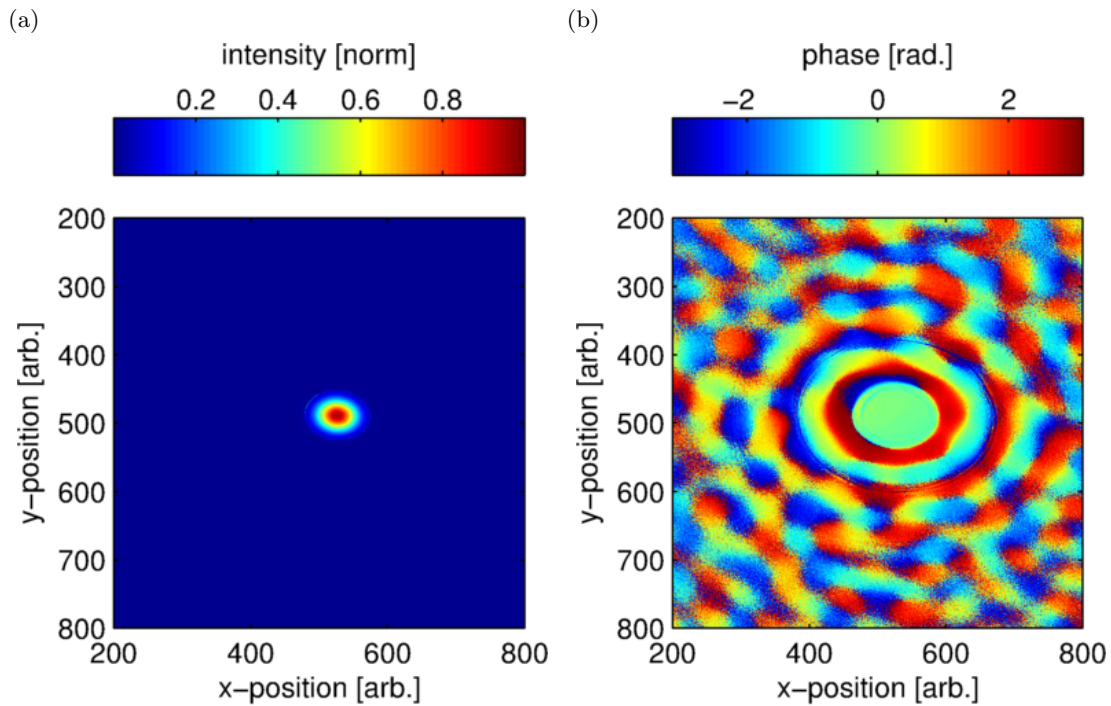 (a)
intensity [norm]
0.2 0.4 0.6 0.8
200
300
400
500
600
700
800
y−position [arb.]
200 400 600 800
x−position [arb.]
(b)
phase [rad.]
−2 0 2
200
300
400
500
600
700
800
y−position [arb.]
200 400 600 800
x−position [arb.]